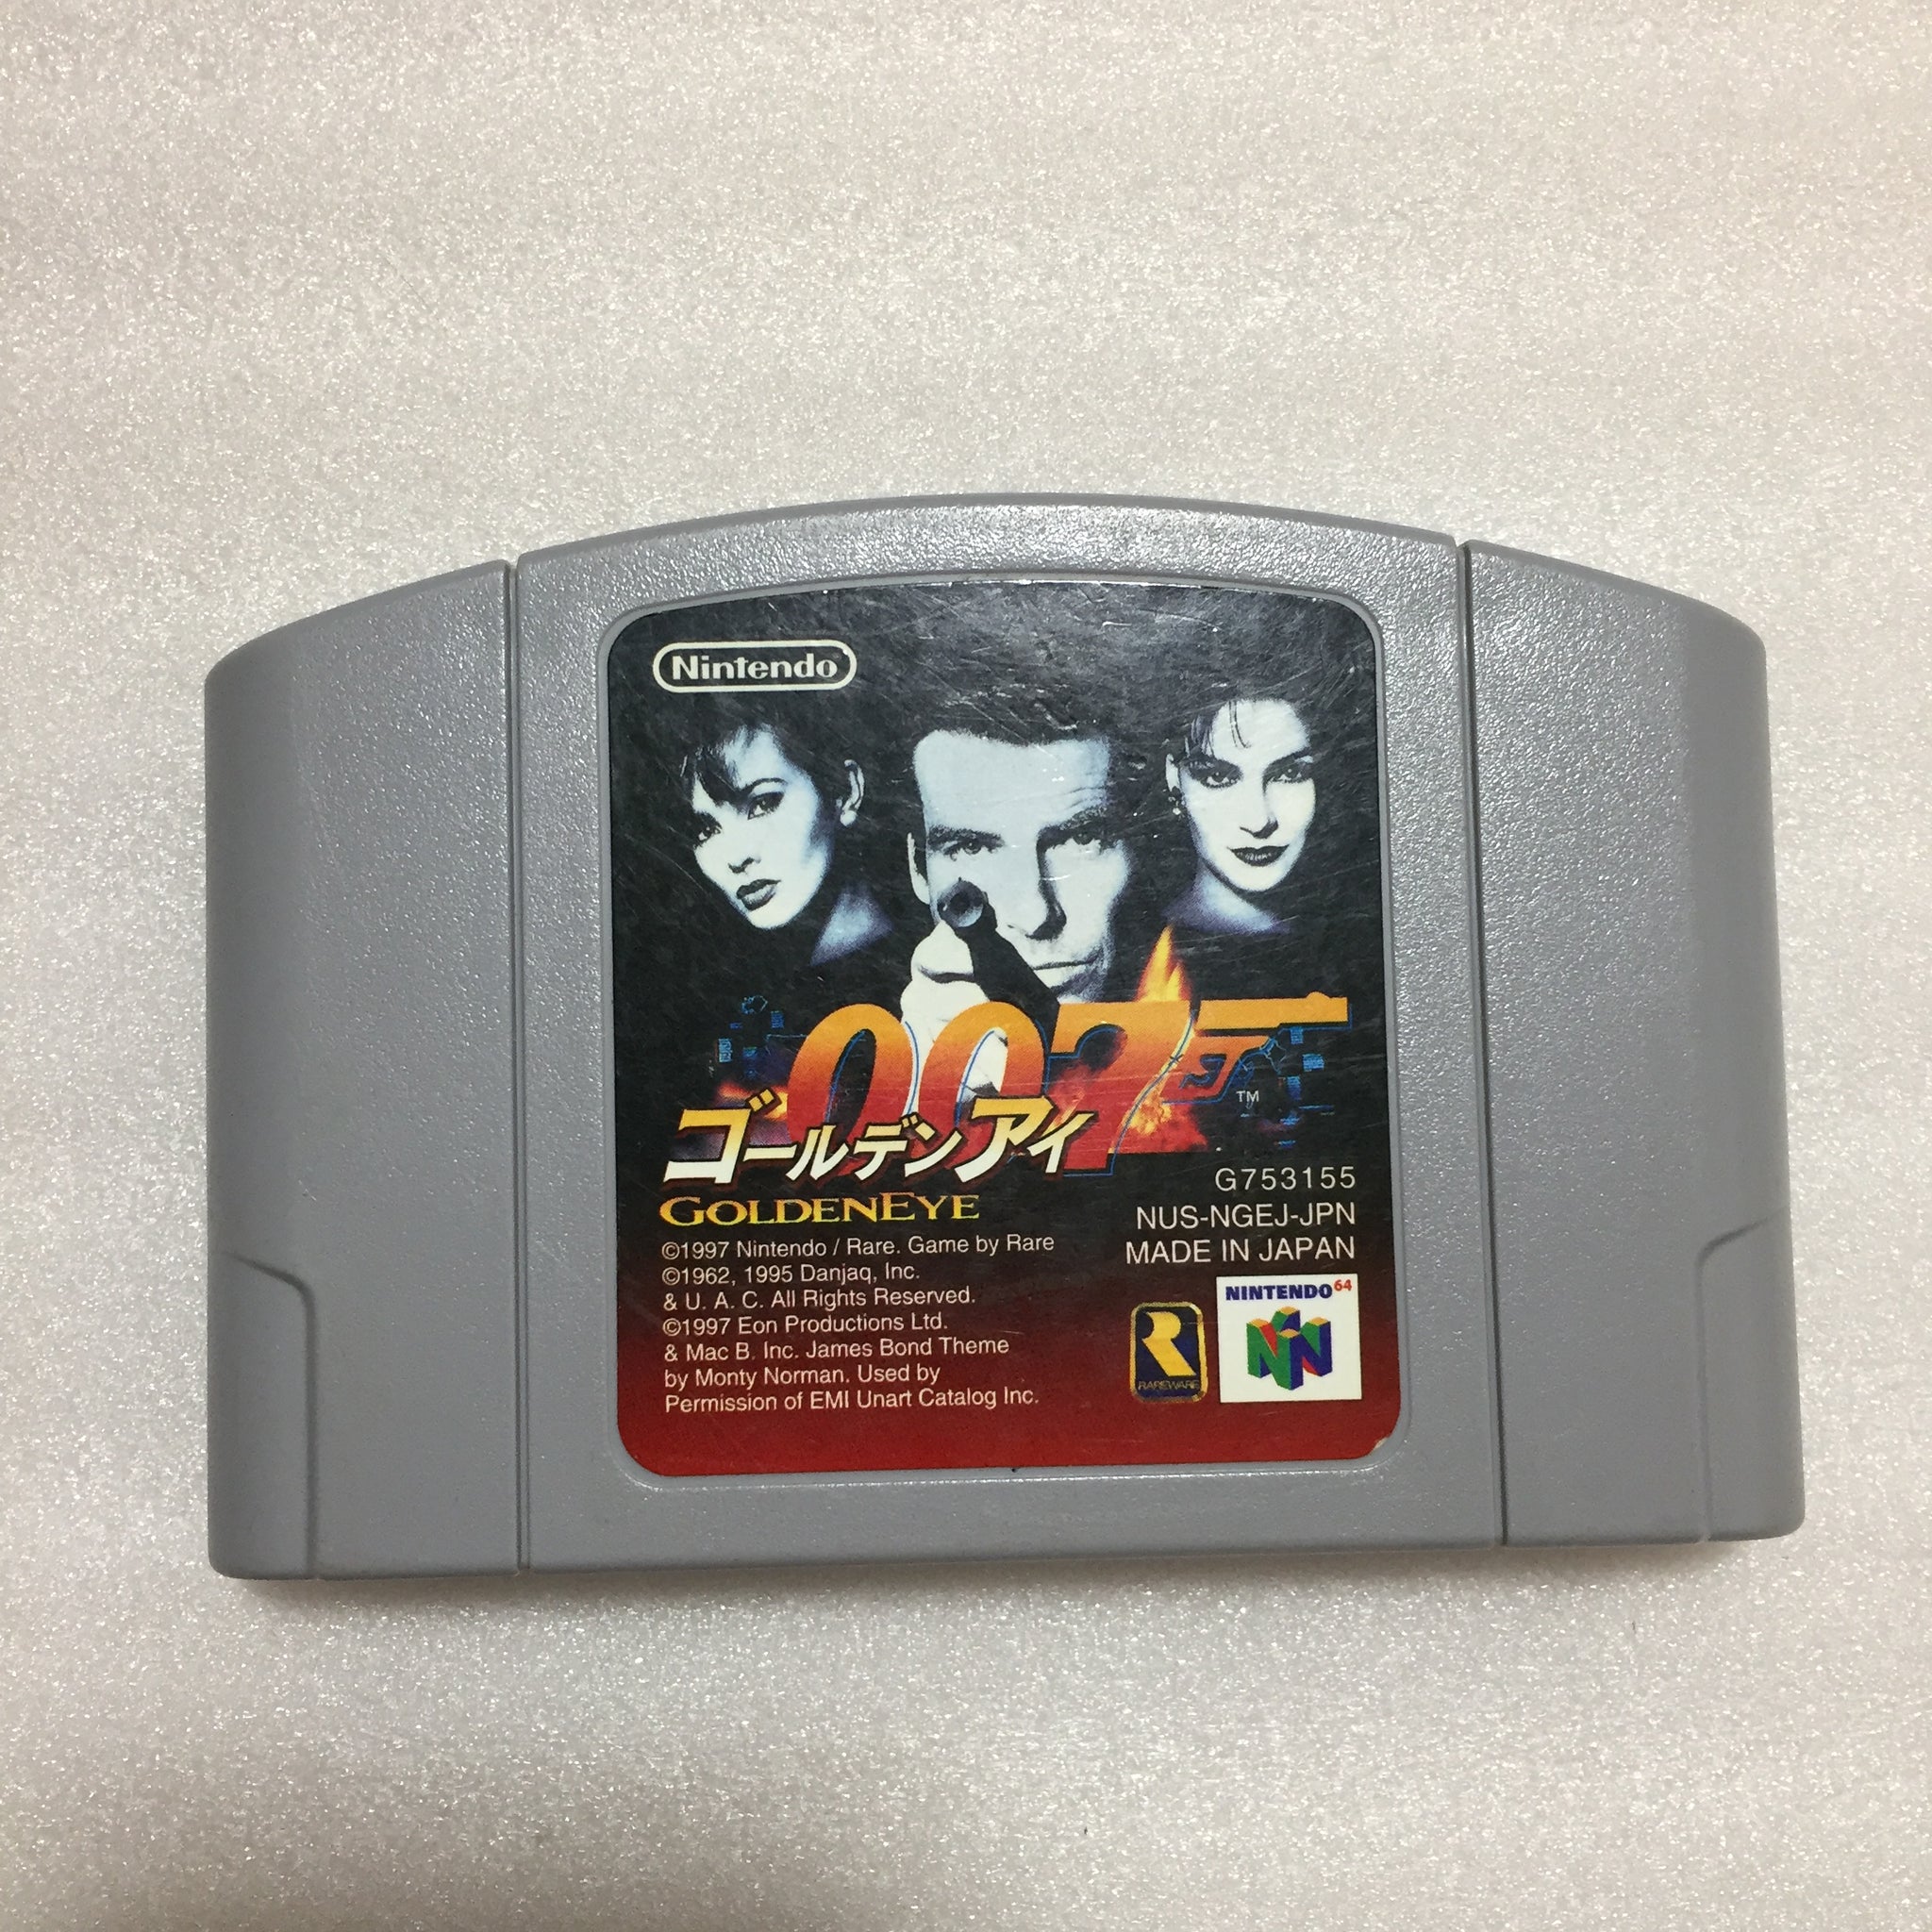 Nintendo
007
TM
ゴールデンアイ
GOLDENEYE
G753155
NUS-NGEJ-JPN
MADE IN JAPAN
©1997 Nintendo / Rare. Game by Rare
©1962, 1995 Danjaq, Inc.
& U. A. C. All Rights Reserved.
©1997 Eon Productions Ltd.
& Mac B. Inc. James Bond Theme
by Monty Norman. Used by
Permission of EMI Unart Catalog Inc.
R
RAREWARE
NINTENDO64